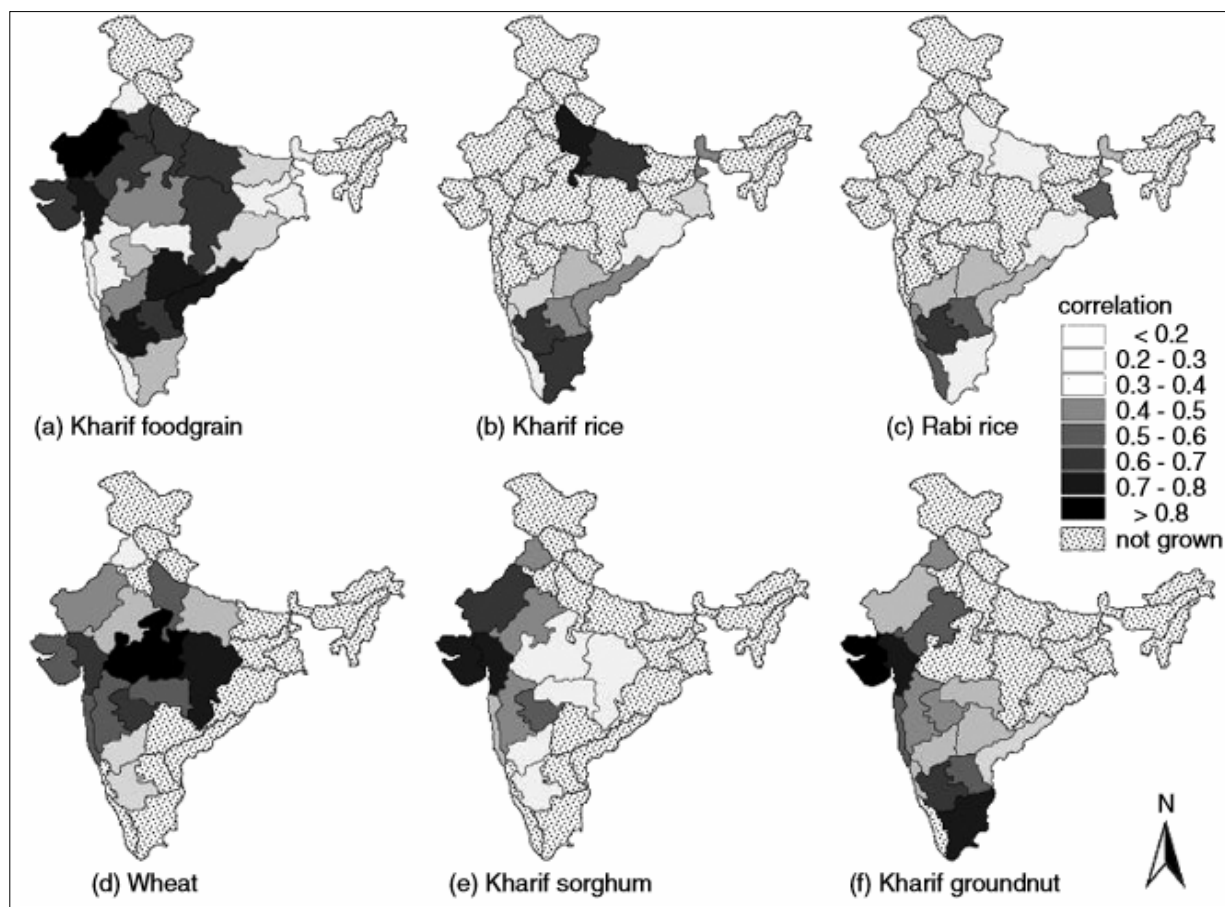 (a) Kharif foodgrain
(b) Kharif rice
(c) Rabi rice
correlation
< 0.2
0.2 - 0.3
0.3 - 0.4
0.4 - 0.5
0.5 - 0.6
0.6 - 0.7
0.7 - 0.8
> 0.8
not grown
N
(d) Wheat
(e) Kharif sorghum
(f) Kharif groundnut